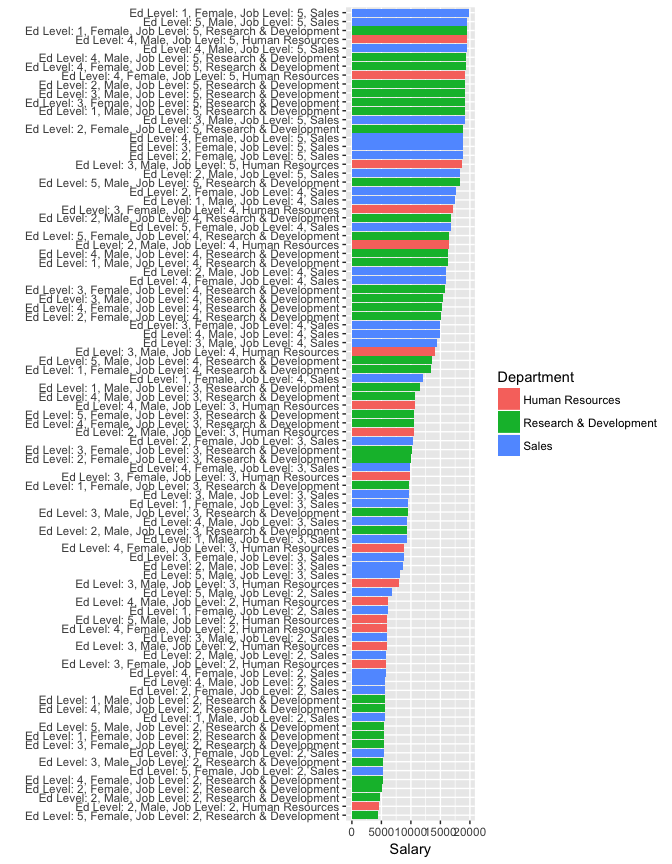 Ed Level: 1, Female, Job Level: 5, Sales
Ed Level: 5, Male, Job Level: 5, Sales
Ed Level: 1, Female, Job Level: 5, Research & Development
Ed Level: 4, Male, Job Level: 5, Human Resources
Ed Level: 4, Male, Job Level: 5, Sales
Ed Level: 4, Male, Job Level: 5, Research & Development
Ed Level: 4, Female, Job Level: 5, Research & Development
Ed Level: 4, Female, Job Level: 5, Human Resources
Ed Level: 2, Male, Job Level: 5, Research & Development
Ed Level: 3, Male, Job Level: 5, Research & Development
Ed Level: 3, Female, Job Level: 5, Research & Development
Ed Level: 1, Male, Job Level: 5, Research & Development
Ed Level: 3, Male, Job Level: 5, Sales
Ed Level: 2, Female, Job Level: 5, Research & Development
Ed Level: 4, Female, Job Level: 5, Sales
Ed Level: 3, Female, Job Level: 5, Sales
Ed Level: 2, Female, Job Level: 5, Sales
Ed Level: 3, Male, Job Level: 5, Human Resources
Ed Level: 2, Male, Job Level: 5, Sales
Ed Level: 5, Male, Job Level: 5, Research & Development
Ed Level: 2, Female, Job Level: 4, Sales
Ed Level: 1, Male, Job Level: 4, Sales
Ed Level: 3, Female, Job Level: 4, Human Resources
Ed Level: 2, Male, Job Level: 4, Research & Development
Ed Level: 5, Female, Job Level: 4, Sales
Ed Level: 5, Female, Job Level: 4, Research & Development
Ed Level: 2, Male, Job Level: 4, Human Resources
Ed Level: 4, Male, Job Level: 4, Research & Development
Ed Level: 1, Male, Job Level: 4, Research & Development
Ed Level: 2, Male, Job Level: 4, Sales
Ed Level: 4, Female, Job Level: 4, Sales
Ed Level: 3, Female, Job Level: 4, Research & Development
Ed Level: 3, Male, Job Level: 4, Research & Development
Ed Level: 4, Female, Job Level: 4, Research & Development
Ed Level: 2, Female, Job Level: 4, Research & Development
Ed Level: 3, Female, Job Level: 4, Sales
Ed Level: 4, Male, Job Level: 4, Sales
Ed Level: 3, Male, Job Level: 4, Sales
Ed Level: 3, Male, Job Level: 4, Human Resources
Ed Level: 5, Male, Job Level: 4, Research & Development
Ed Level: 1, Female, Job Level: 4, Research & Development
Ed Level: 1, Female, Job Level: 4, Sales
Ed Level: 1, Male, Job Level: 3, Research & Development
Ed Level: 4, Male, Job Level: 3, Research & Development
Ed Level: 4, Male, Job Level: 3, Human Resources
Ed Level: 5, Female, Job Level: 3, Research & Development
Ed Level: 4, Female, Job Level: 3, Research & Development
Ed Level: 2, Male, Job Level: 3, Human Resources
Ed Level: 2, Female, Job Level: 3, Sales
Ed Level: 3, Female, Job Level: 3, Research & Development
Ed Level: 2, Female, Job Level: 3, Research & Development
Ed Level: 4, Female, Job Level: 3, Sales
Ed Level: 3, Female, Job Level: 3, Human Resources
Ed Level: 1, Female, Job Level: 3, Research & Development
Ed Level: 3, Male, Job Level: 3, Sales
Ed Level: 1, Female, Job Level: 3, Sales
Ed Level: 3, Male, Job Level: 3, Research & Development
Ed Level: 4, Male, Job Level: 3, Sales
Ed Level: 2, Male, Job Level: 3, Research & Development
Ed Level: 1, Male, Job Level: 3, Sales
Ed Level: 4, Female, Job Level: 3, Human Resources
Ed Level: 3, Female, Job Level: 3, Sales
Ed Level: 2, Male, Job Level: 3, Sales
Ed Level: 5, Male, Job Level: 3, Sales
Ed Level: 3, Male, Job Level: 3, Human Resources
Ed Level: 5, Male, Job Level: 2, Sales
Ed Level: 4, Male, Job Level: 2, Human Resources
Ed Level: 1, Female, Job Level: 2, Sales
Ed Level: 5, Male, Job Level: 2, Human Resources
Ed Level: 4, Female, Job Level: 2, Human Resources
Ed Level: 3, Male, Job Level: 2, Sales
Ed Level: 3, Male, Job Level: 2, Human Resources
Ed Level: 2, Male, Job Level: 2, Sales
Ed Level: 3, Female, Job Level: 2, Human Resources
Ed Level: 4, Female, Job Level: 2, Sales
Ed Level: 4, Male, Job Level: 2, Sales
Ed Level: 2, Female, Job Level: 2, Sales
Ed Level: 1, Male, Job Level: 2, Research & Development
Ed Level: 4, Male, Job Level: 2, Research & Development
Ed Level: 1, Male, Job Level: 2, Sales
Ed Level: 5, Male, Job Level: 2, Research & Development
Ed Level: 1, Female, Job Level: 2, Research & Development
Ed Level: 3, Female, Job Level: 2, Research & Development
Ed Level: 3, Female, Job Level: 2, Sales
Ed Level: 3, Male, Job Level: 2, Research & Development
Ed Level: 5, Female, Job Level: 2, Sales
Ed Level: 4, Female, Job Level: 2, Research & Development
Ed Level: 2, Female, Job Level: 2, Research & Development
Ed Level: 2, Male, Job Level: 2, Research & Development
Ed Level: 2, Male, Job Level: 2, Human Resources
Ed Level: 5, Female, Job Level: 2, Research & Development
0 5000 10000 15000 20000
Salary
Department
Human Resources
Research & Development
Sales